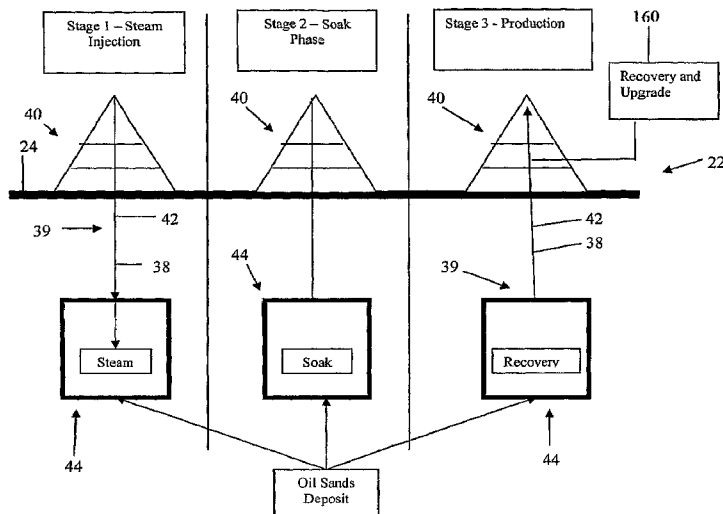 Stage 1 – Steam
Injection
Stage 2 – Soak
Phase
Stage 3 - Production
160
Recovery and
Upgrade
40
40
40
24
22
42
39
38
42
38
39
44
Steam
Soak
Recovery
44
44
Oil Sands
Deposit